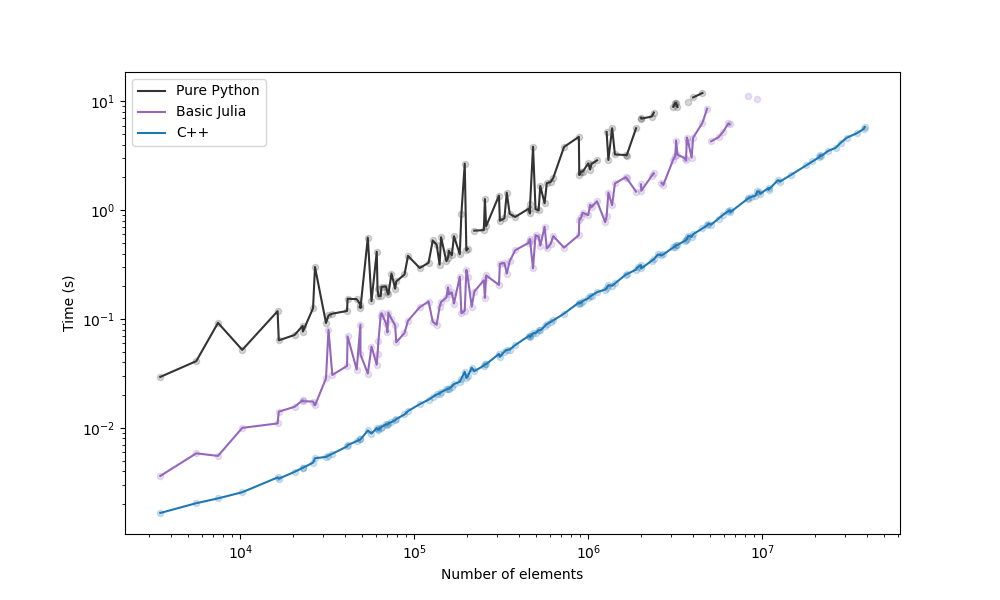 Pure Python
Basic Julia
C++
10¹
10⁰
10⁻¹
10⁻²
Time (s)
10⁴
10⁵
10⁶
10⁷
Number of elements